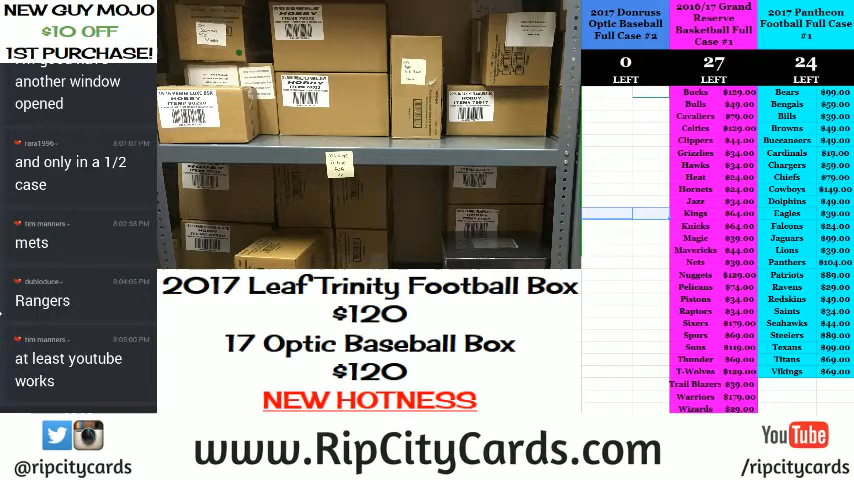 NEW GUY MOJO
$10 OFF
1ST PURCHASE!
another window
opened
rara1996-
8:01:07 PM
and only in a 1/2
case
tim manners-
8:02:38 PM
mets
dubloduce-
8:04:05 PM
Rangers
tim manners-
8:05:00 PM
at least youtube
works
HOBBY
HOBBY
HOBBY
HOBBY
2017 Leaf Trinity Football Box
$120
17 Optic Baseball Box
$120
NEW HOTNESS
2017 Donruss
Optic Baseball
Full Case #2
0
LEFT
2016/17 Grand
Reserve
Basketball Full
Case #1
27
LEFT
Bucks $129.00
Bulls $49.00
Cavaliers $79.00
Celtics $129.00
Clippers $44.00
Grizzlies $34.00
Hawks $34.00
Heat $24.00
Hornets $24.00
Jazz $34.00
Kings $64.00
Knicks $64.00
Magic $39.00
Mavericks $44.00
Nets $39.00
Nuggets $129.00
Pelicans $74.00
Pistons $34.00
Raptors $34.00
Sixers $179.00
Spurs $69.00
Suns $119.00
Thunder $69.00
T-Wolves $129.00
Trail Blazers $39.00
Warriors $179.00
Wizards $29.00
2017 Pantheon
Football Full Case
#1
24
LEFT
Bears $99.00
Bengals $59.00
Bills $39.00
Browns $49.00
Buccaneers $49.00
Cardinals $19.00
Chargers $59.00
Chiefs $79.00
Cowboys $149.00
Dolphins $49.00
Eagles $39.00
Falcons $24.00
Jaguars $99.00
Lions $39.00
Panthers $104.00
Patriots $89.00
Ravens $29.00
Redskins $49.00
Saints $34.00
Seahawks $44.00
Steelers $89.00
Texans $99.00
Titans $69.00
Vikings $69.00
@ripcitycards
www.RipCityCards.com
You Tube
/ripcitycards